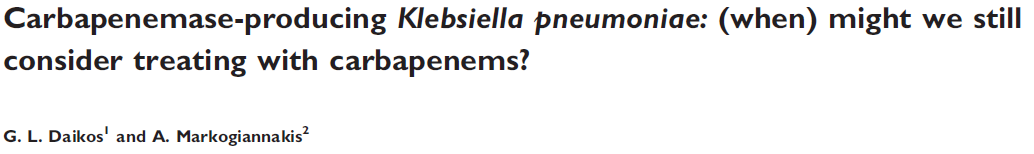 Carbapenemase-producing Klebsiella pneumoniae: (when) might we still
consider treating with carbapenems?
G. L. Daikos1 and A. Markogiannakis2